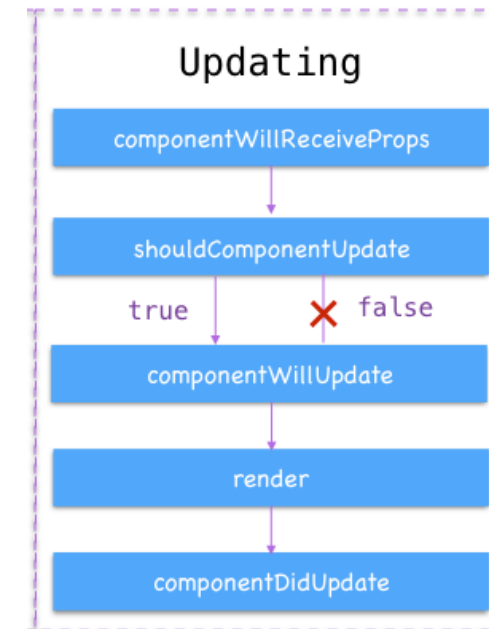 Updating
componentWillReceiveProps
shouldComponentUpdate
true false
componentWillUpdate
render
componentDidUpdate